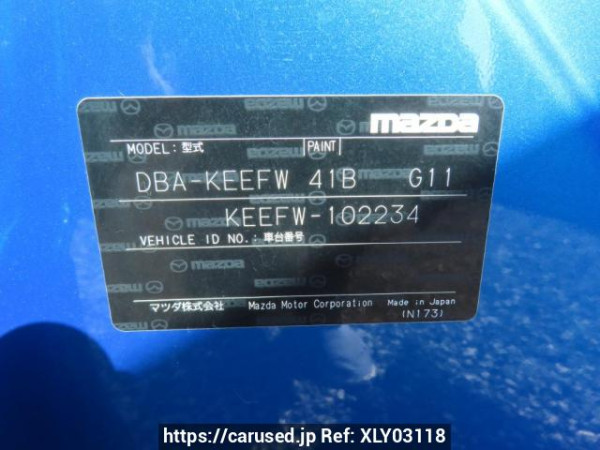 mazda
MODEL: 型式 PAINT
DBA-KEEFW 41B G11
KEEFW-102234
VEHICLE ID NO.: 車台番号
マツダ株式会社 Mazda Motor Corporation Made in Japan
(N173)
https://carused.jp Ref: XLY03118